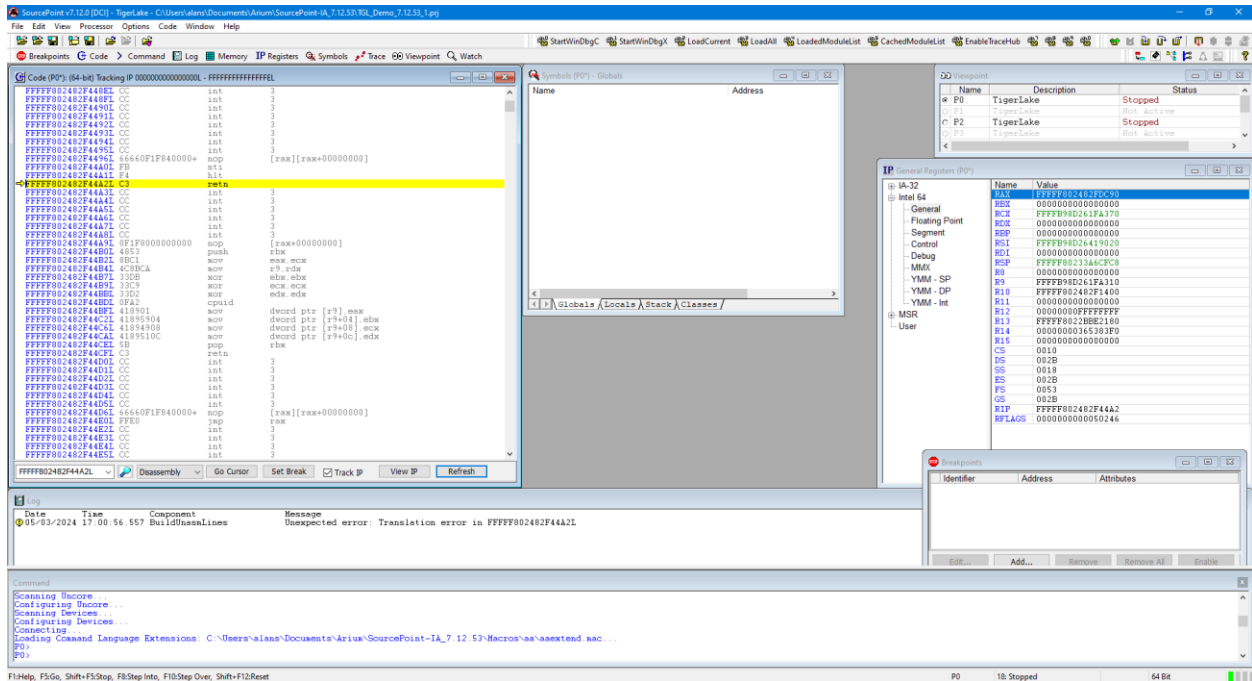 SourcePoint v7.12.0 [DCI] - TigerLake - C:\Users\alans\Documents\Arium\SourcePoint-IA_7.12.53\TGL_Demo_7.12.53_1.prj
File Edit View Processor Options Code Window Help
StartWinDbgC StartWinDbgX LoadCurrent LoadAll LoadedModuleList CachedModuleList EnableTraceHub
Breakpoints Code Command Log Memory IP Registers Symbols Trace Viewpoint Watch
Code (P0*): (64-bit) Tracking IP 0000000000000000L - FFFFFFFFFFFFFFFEL
FFFFF802482F448EL CC int 3
FFFFF802482F448FL CC int 3
FFFFF802482F4490L CC int 3
FFFFF802482F4491L CC int 3
FFFFF802482F4492L CC int 3
FFFFF802482F4493L CC int 3
FFFFF802482F4494L CC int 3
FFFFF802482F4495L CC int 3
FFFFF802482F4496L 66660F1F840000+ nop [rax][rax+00000000]
FFFFF802482F44A0L FB sti
FFFFF802482F44A1L F4 hlt
FFFFF802482F44A2L C3 retn
FFFFF802482F44A3L CC int 3
FFFFF802482F44A4L CC int 3
FFFFF802482F44A5L CC int 3
FFFFF802482F44A6L CC int 3
FFFFF802482F44A7L CC int 3
FFFFF802482F44A8L CC int 3
FFFFF802482F44A9L 0F1F8000000000 nop [rax+00000000]
FFFFF802482F44B0L 4853 push rbx
FFFFF802482F44B2L 8BC1 mov eax,ecx
FFFFF802482F44B4L 4C8BCA mov r9,rdx
FFFFF802482F44B7L 33DB xor ebx,ebx
FFFFF802482F44B9L 33C9 xor ecx,ecx
FFFFF802482F44BBL 33D2 xor edx,edx
FFFFF802482F44BDL 0FA2 cpuid
FFFFF802482F44BFL 418901 mov dword ptr [r9],eax
FFFFF802482F44C2L 41895904 mov dword ptr [r9+04],ebx
FFFFF802482F44C6L 41894908 mov dword ptr [r9+08],ecx
FFFFF802482F44CAL 4189510C mov dword ptr [r9+0c],edx
FFFFF802482F44CEL 5B pop rbx
FFFFF802482F44CFL C3 retn
FFFFF802482F44D0L CC int 3
FFFFF802482F44D1L CC int 3
FFFFF802482F44D2L CC int 3
FFFFF802482F44D3L CC int 3
FFFFF802482F44D4L CC int 3
FFFFF802482F44D5L CC int 3
FFFFF802482F44D6L 66660F1F840000+ nop [rax][rax+00000000]
FFFFF802482F44E0L FFE0 jmp rax
FFFFF802482F44E2L CC int 3
FFFFF802482F44E3L CC int 3
FFFFF802482F44E4L CC int 3
FFFFF802482F44E5L CC int 3
FFFFF802482F44A2L Disassembly Go Cursor Set Break Track IP View IP Refresh
Symbols (P0*) - Globals
Name Address
Globals Locals Stack Classes
Viewpoint
Name Description Status
P0 TigerLake Stopped
P1 TigerLake Not Active
P2 TigerLake Stopped
P3 TigerLake Not Active
IP General Registers (P0*)
IA-32
Intel 64
General
Floating Point
Segment
Control
Debug
MMX
YMM - SP
YMM - DP
YMM - Int
MSR
User
Name Value
RAX FFFFF802482FDC90
RBX 0000000000000000
RCX FFFFB98D261FA370
RDX 0000000000000000
RBP 0000000000000000
RSI FFFFB98D26419020
RDI 0000000000000000
RSP FFFFF80233A6CFC8
R8 0000000000000000
R9 FFFFB98D261FA310
R10 FFFFF802482F1400
R11 0000000000000000
R12 00000000FFFFFFFF
R13 FFFFF8022BBE2180
R14 00000000365383F0
R15 0000000000000000
CS 0010
DS 002B
SS 0018
ES 002B
FS 0053
GS 002B
RIP FFFFF802482F44A2
RFLAGS 0000000000050246
Breakpoints
Identifier Address Attributes
Edit... Add... Remove Remove All Enable
Log
Date Time Component Message
05/03/2024 17:00:56.557 BuildUnasmLines Unexpected error: Translation error in FFFFF802482F44A2L
Command
Scanning Uncore...
Configuring Uncore...
Scanning Devices...
Configuring Devices...
Connecting...
Loading Command Language Extensions: C:\Users\alans\Documents\Arium\SourcePoint-IA_7.12.53\Macros\aa\aaextend.mac...
P0>
P0>
F1:Help, F5:Go, Shift+F5:Stop, F8:Step Into, F10:Step Over, Shift+F12:Reset P0 18: Stopped 64 Bit